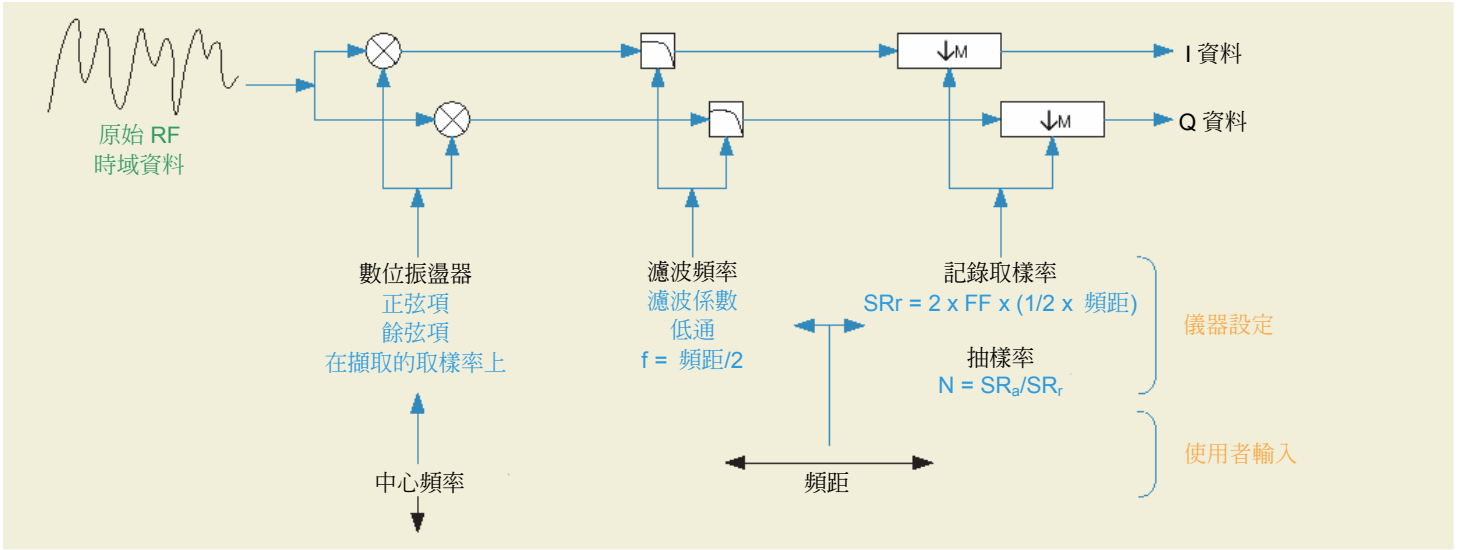 I 資料
↓M
Q 資料
↓M
原始 RF
時域資料
數位振盪器
正弦項
餘弦項
在擷取的取樣率上
濾波頻率
濾波係數
低通
f = 頻距/2
記錄取樣率
SRr = 2 x FF x (1/2 x 頻距)
抽樣率
N = SRₐ/SRᵣ
儀器設定
中心頻率
頻距
使用者輸入